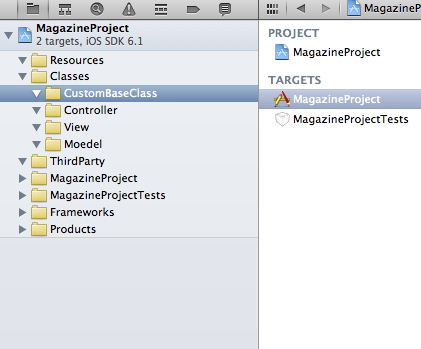 MagazineProject
2 targets, iOS SDK 6.1
Resources
Classes
CustomBaseClass
Controller
View
Moedel
ThirdParty
MagazineProject
MagazineProjectTests
Frameworks
Products
MagazineP
PROJECT
MagazineProject
TARGETS
MagazineProject
MagazineProjectTests